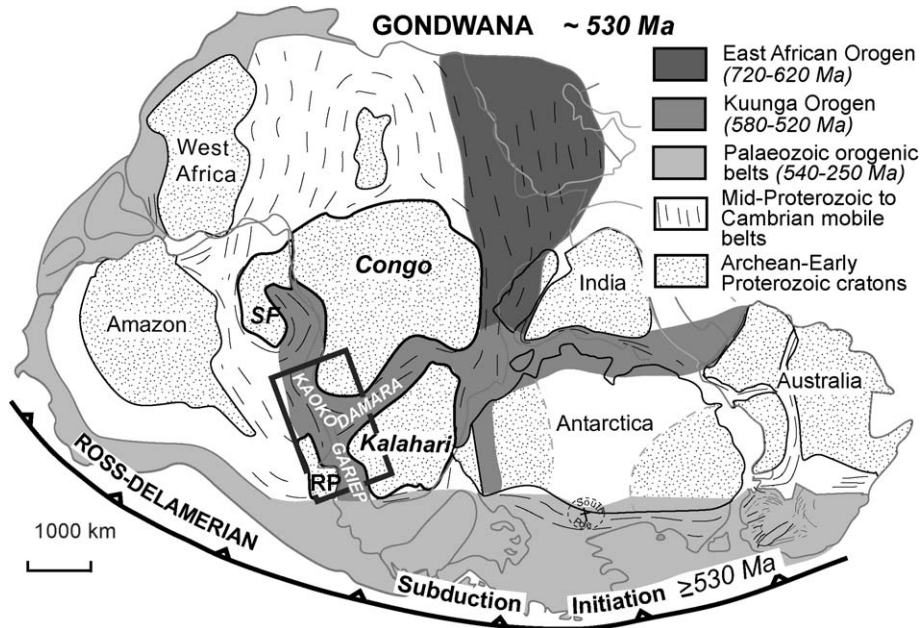 GONDWANA ~ 530 Ma
East African Orogen
(720-620 Ma)
Kuunga Orogen
(580-520 Ma)
Palaeozoic orogenic
belts (540-250 Ma)
Mid-Proterozoic to
Cambrian mobile
belts
Archean-Early
Proterozoic cratons
West
Africa
Congo
SF
India
Amazon
Australia
KAOKO
DAMARA
Antarctica
Kalahari
GARIEP
RP
South
Pole
ROSS-DELAMERIAN
1000 km
Subduction
Initiation ≥530 Ma